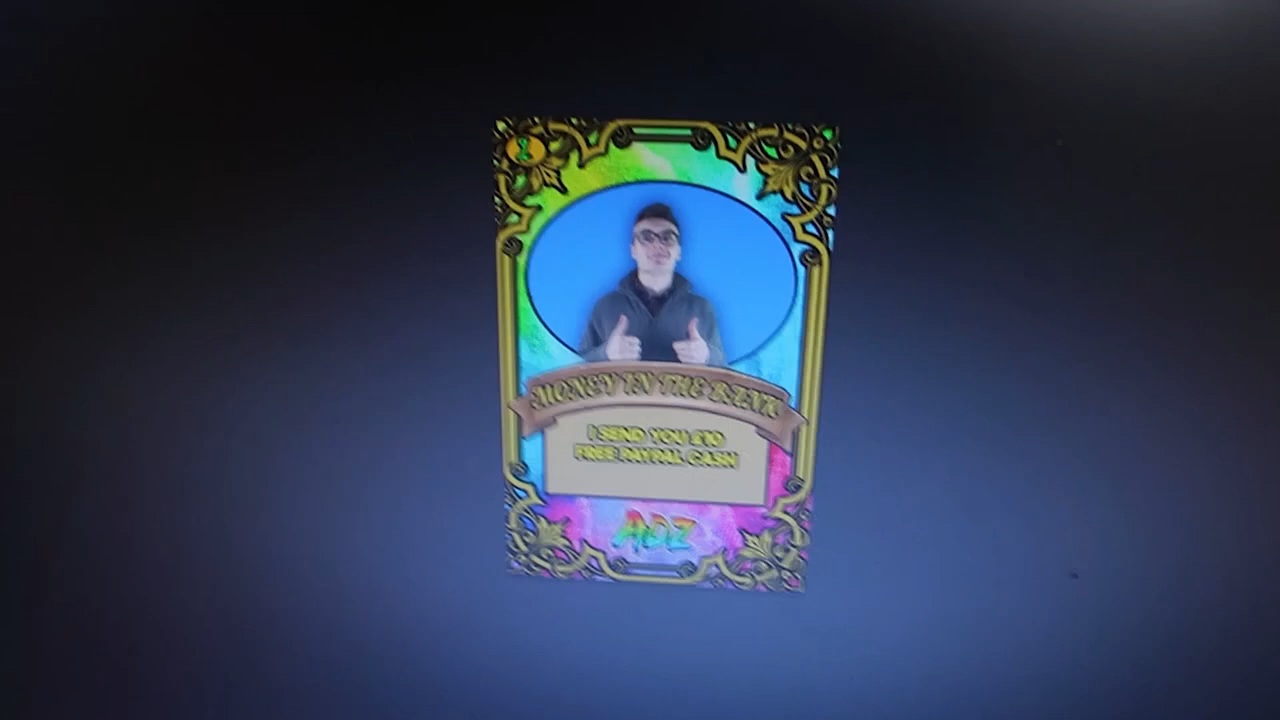 MONEY IN THE BANK
I SEND YOU £10
FREE PAYPAL CASH
ADZ